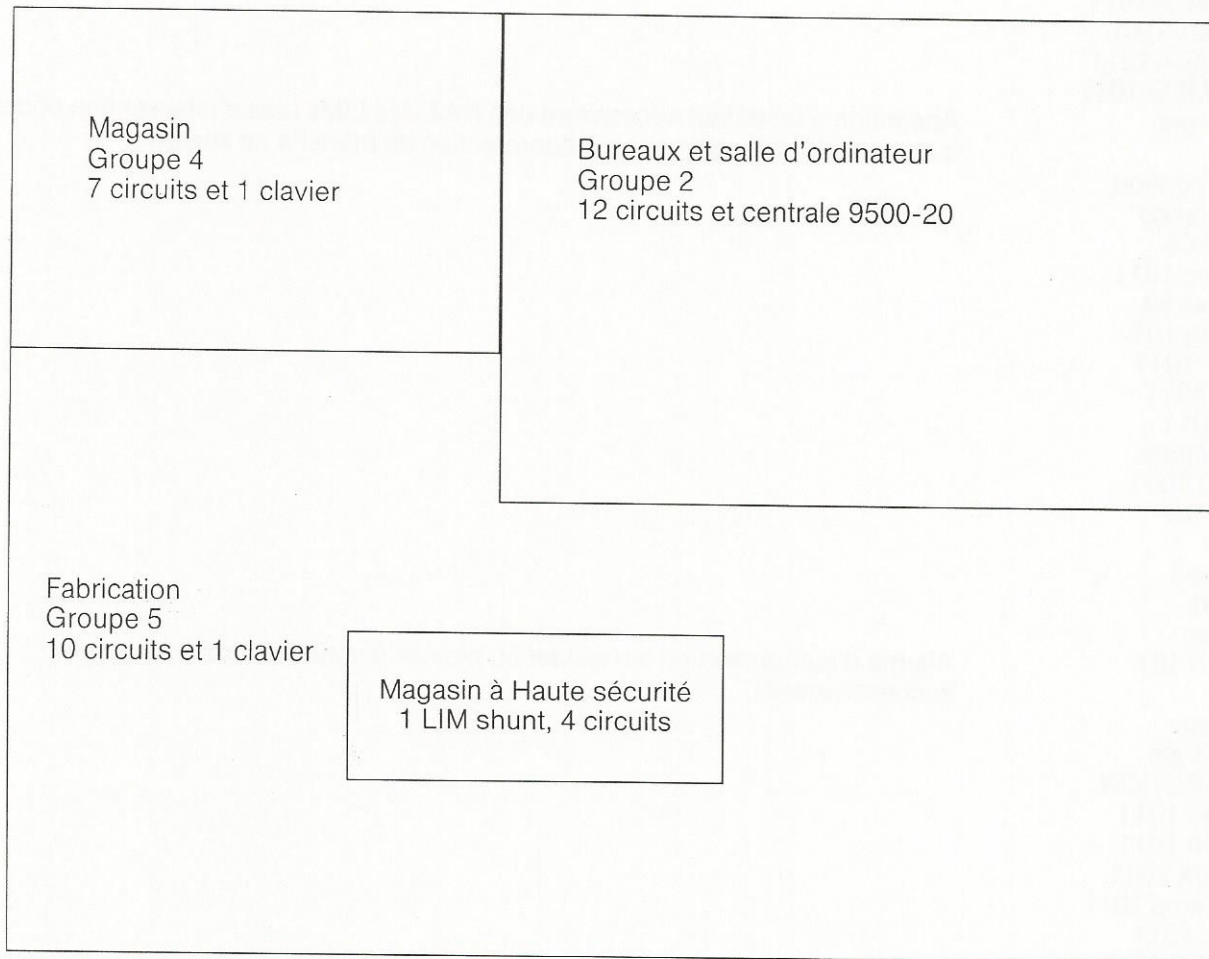 Magasin
Groupe 4
7 circuits et 1 clavier
Bureaux et salle d'ordinateur
Groupe 2
12 circuits et centrale 9500-20
Fabrication
Groupe 5
10 circuits et 1 clavier
Magasin à Haute sécurité
1 LIM shunt, 4 circuits